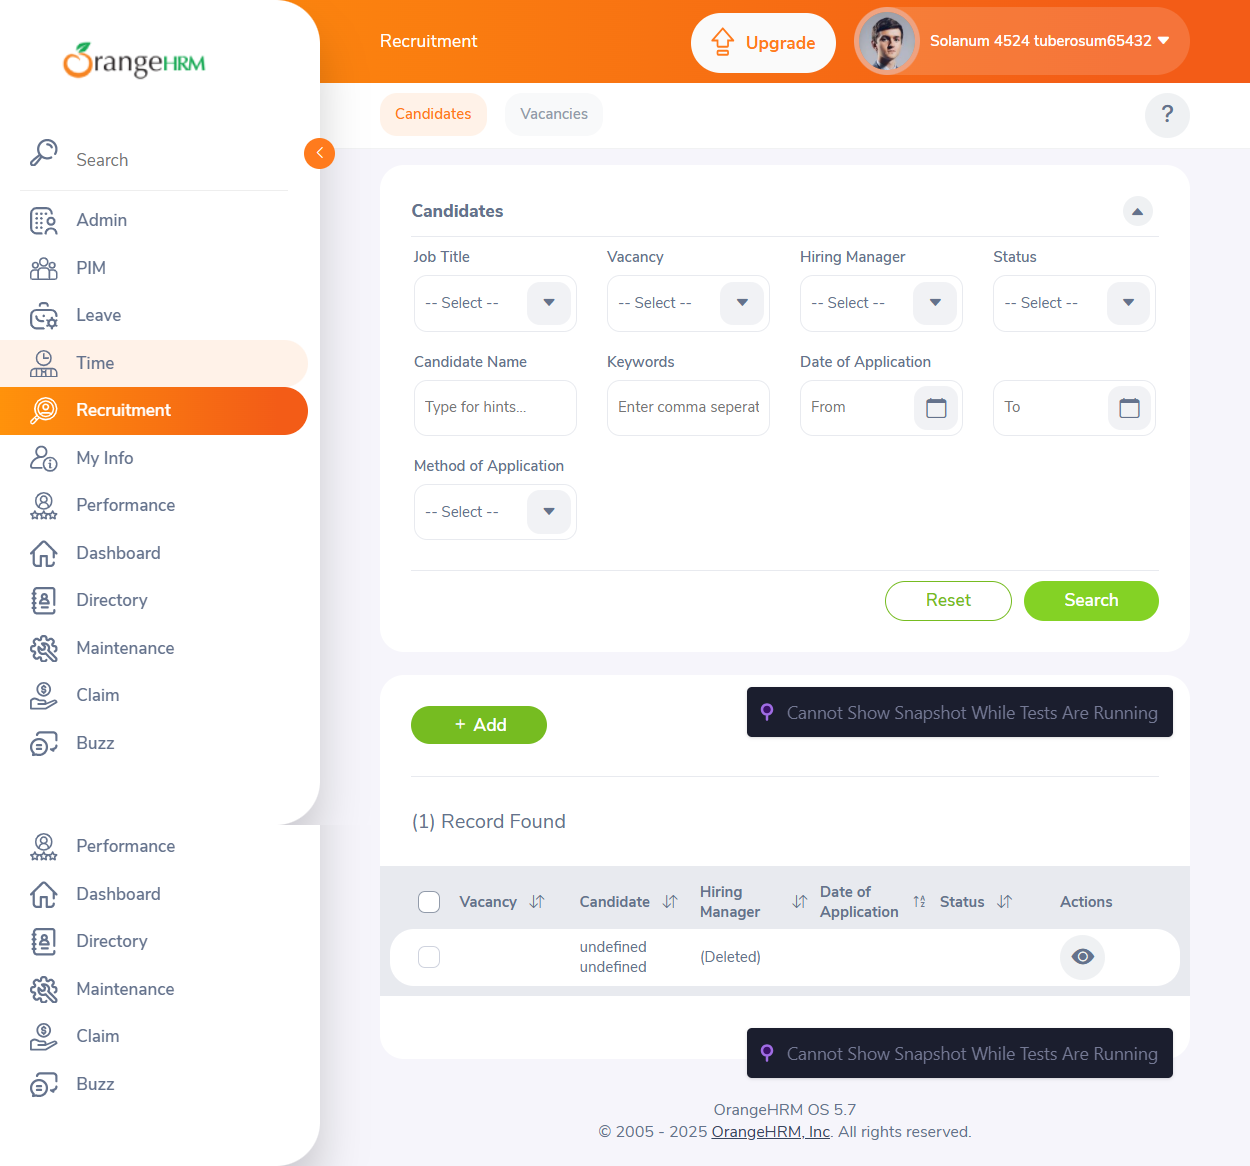 OrangeHRM
Recruitment
Upgrade
Solanum 4524 tuberosum65432
Candidates
Vacancies
?
Search
Admin
PIM
Leave
Time
Recruitment
My Info
Performance
Dashboard
Directory
Maintenance
Claim
Buzz
Performance
Dashboard
Directory
Maintenance
Claim
Buzz
Candidates
Job Title
Vacancy
Hiring Manager
Status
-- Select --
-- Select --
-- Select --
-- Select --
Candidate Name
Keywords
Date of Application
Type for hints...
Enter comma seperat
From
To
Method of Application
-- Select --
Reset
Search
+ Add
Cannot Show Snapshot While Tests Are Running
(1) Record Found
Vacancy
Candidate
Hiring
Manager
Date of
Application
Status
Actions
undefined
undefined
(Deleted)
Cannot Show Snapshot While Tests Are Running
OrangeHRM OS 5.7
© 2005 - 2025 OrangeHRM, Inc. All rights reserved.